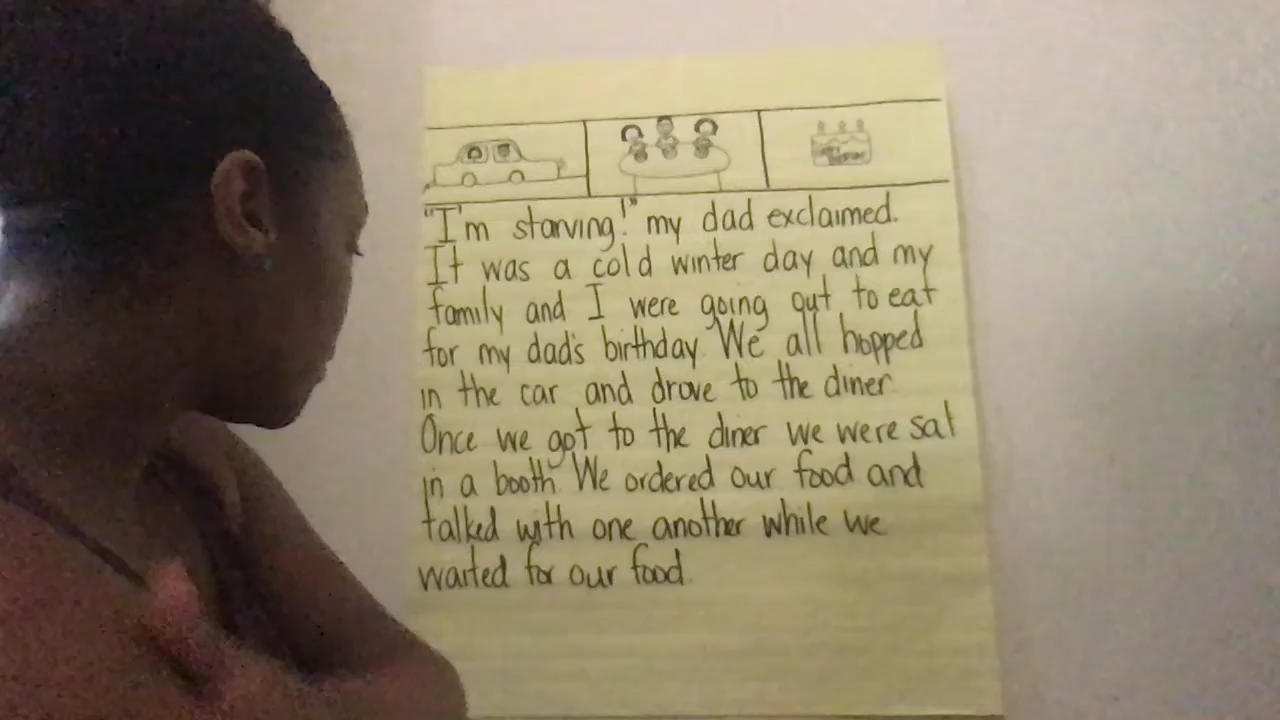 "I'm starving!" my dad exclaimed.
It was a cold winter day and my
family and I were going out to eat
for my dad's birthday. We all hopped
in the car and drove to the diner.
Once we got to the diner we were sat
in a booth. We ordered our food and
talked with one another while we
waited for our food.